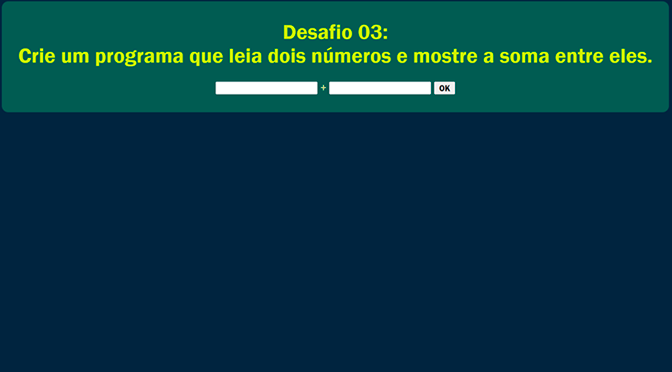 Desafio 03:
Crie um programa que leia dois números e mostre a soma entre eles.
+ OK